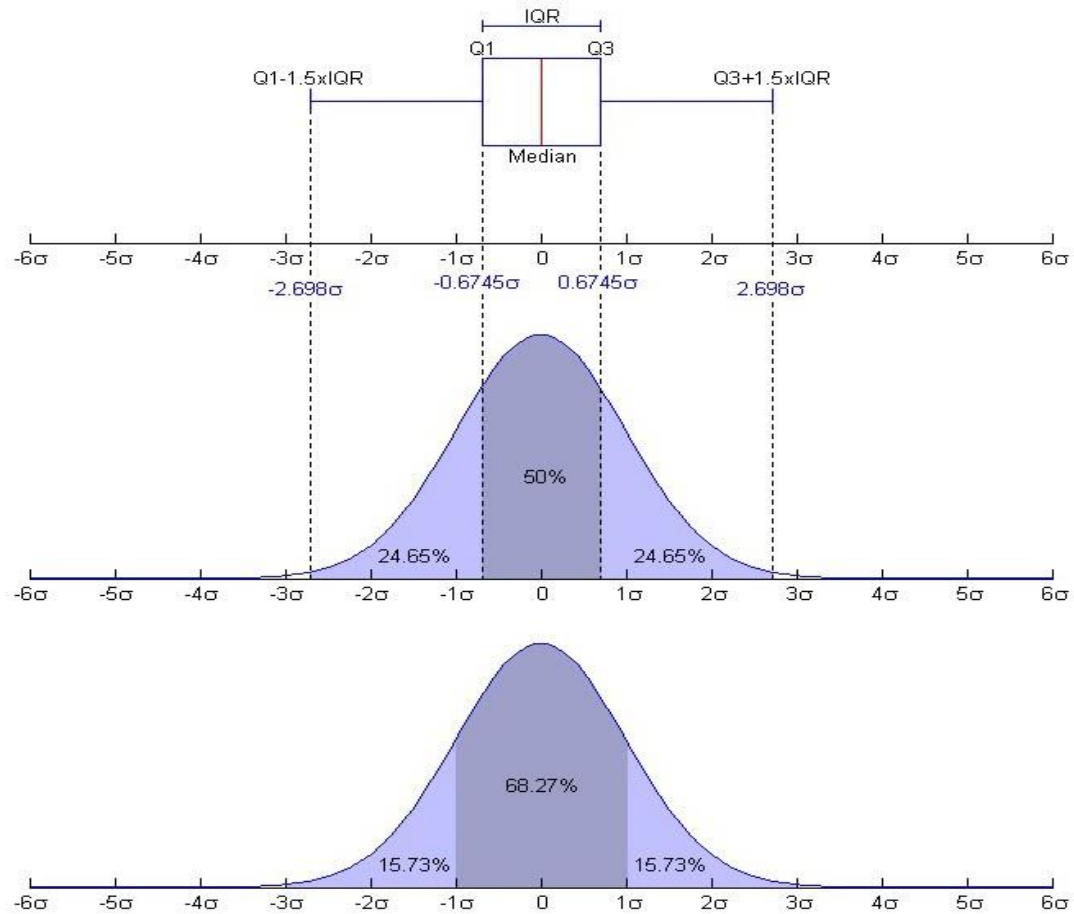 IQR
Q1 Q3
Q1-1.5xIQR Q3+1.5xIQR
Median
-6σ -5σ -4σ -3σ -2σ -1σ 0 1σ 2σ 3σ 4σ 5σ 6σ
-2.698σ -0.6745σ 0.6745σ 2.698σ
50%
24.65% 24.65%
-6σ -5σ -4σ -3σ -2σ -1σ 0 1σ 2σ 3σ 4σ 5σ 6σ
68.27%
15.73% 15.73%
-6σ -5σ -4σ -3σ -2σ -1σ 0 1σ 2σ 3σ 4σ 5σ 6σ